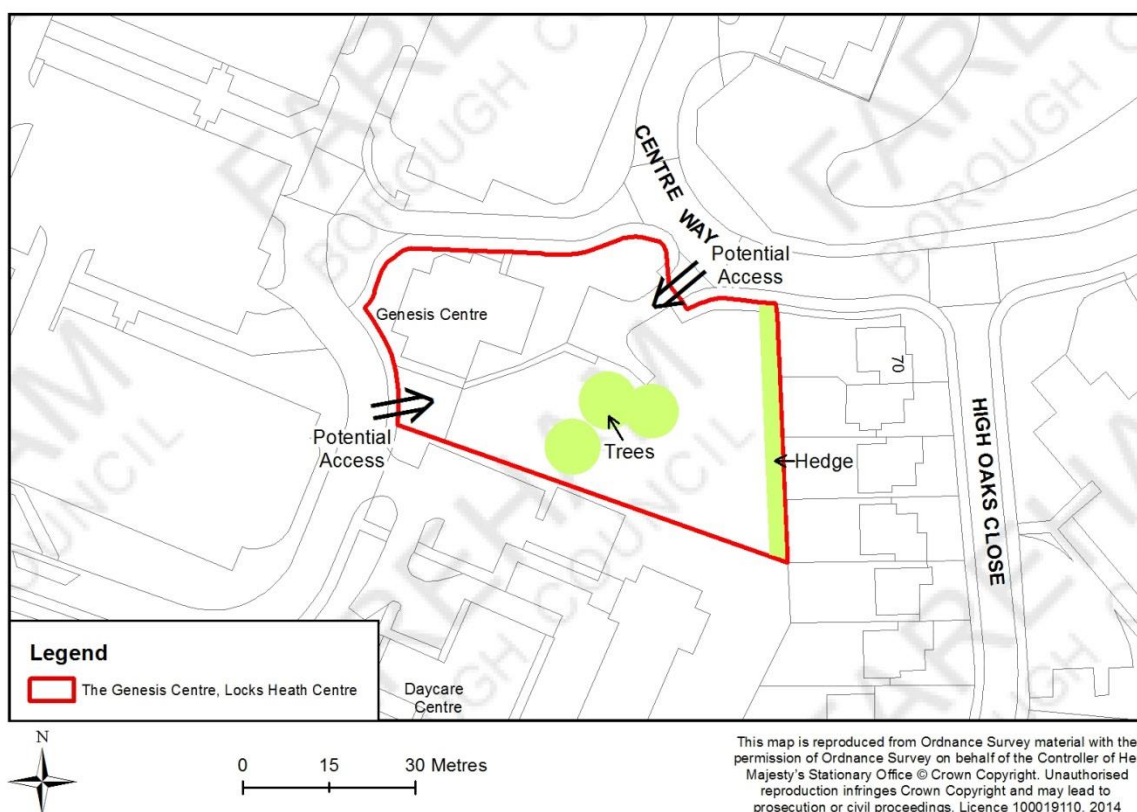 CENTRE WAY
Potential
Access
Genesis Centre
70
Potential
Access
Trees
Hedge
HIGH OAKS CLOSE
Legend
The Genesis Centre, Locks Heath Centre
Daycare
Centre
N
0 15 30 Metres
This map is reproduced from Ordnance Survey material with the
permission of Ordnance Survey on behalf of the Controller of He
Majesty's Stationary Office © Crown Copyright. Unauthorised
reproduction infringes Crown Copyright and may lead to
prosecution or civil proceedings. Licence 100019110. 2014
FAREHAM
BOROUGH COUNCIL